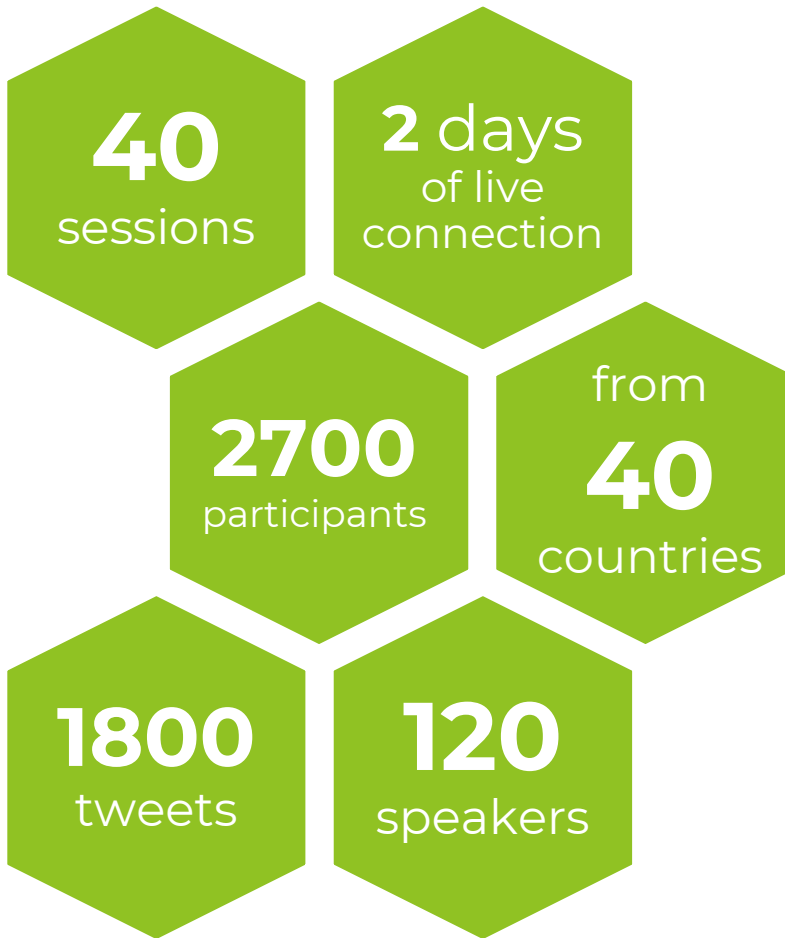 40
sessions
2 days
of live
connection
2700
participants
from
40
countries
1800
tweets
120
speakers